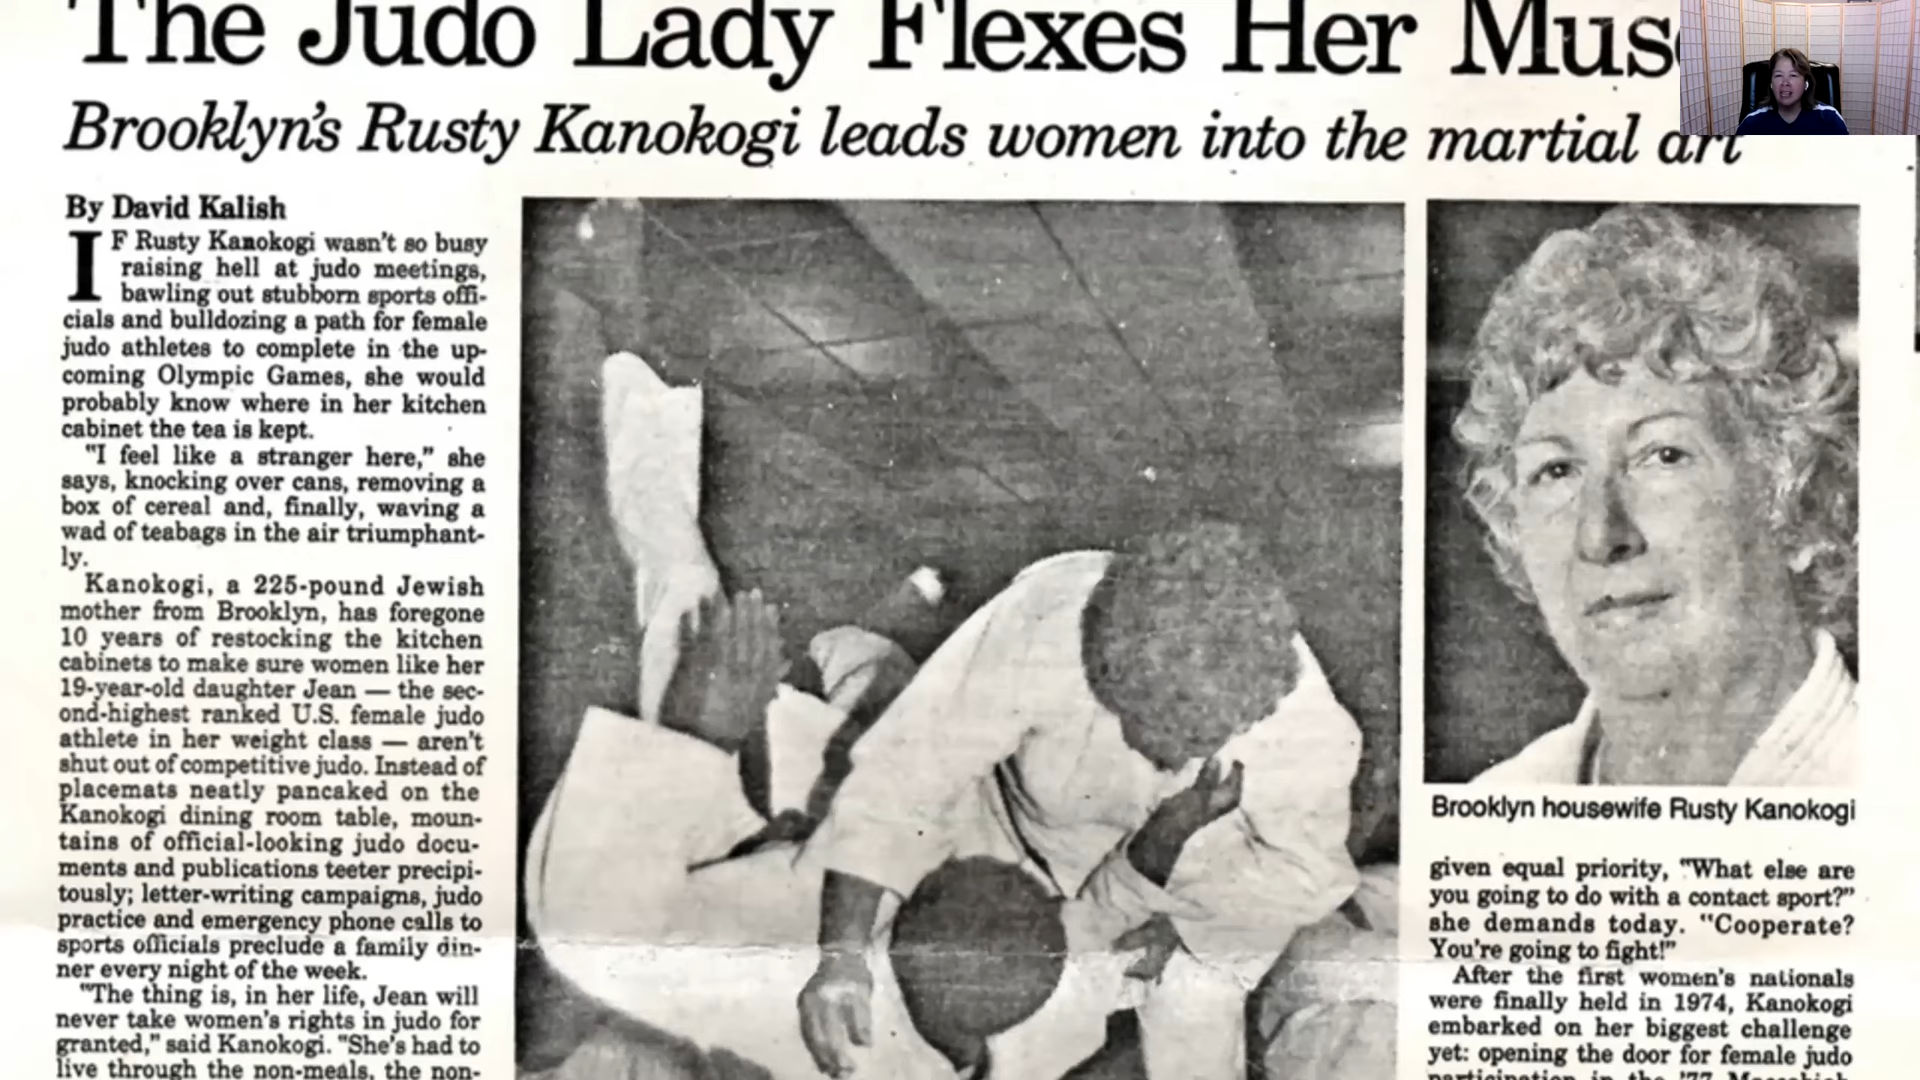 The Judo Lady Flexes Her
Brooklyn's Rusty Kanokogi leads women into the martial art
By David Kalish
IF Rusty Kanokogi wasn't so busy
raising hell at judo meetings,
bawling out stubborn sports offi-
cials and bulldozing a path for female
judo athletes to complete in the up-
coming Olympic Games, she would
probably know where in her kitchen
cabinet the tea is kept.
"I feel like a stranger here," she
says, knocking over cans, removing a
box of cereal and, finally, waving a
wad of teabags in the air triumphant-
ly.
Kanokogi, a 225-pound Jewish
mother from Brooklyn, has foregone
10 years of restocking the kitchen
cabinets to make sure women like her
19-year-old daughter Jean — the sec-
ond-highest ranked U.S. female judo
athlete in her weight class — aren't
shut out of competitive judo. Instead of
placemats neatly pancaked on the
Kanokogi dining room table, moun-
tains of official-looking judo docu-
ments and publications teeter precipi-
tously; letter-writing campaigns, judo
practice and emergency phone calls to
sports officials preclude a family din-
ner every night of the week.
"The thing is, in her life, Jean will
never take women's rights in judo for
granted," said Kanokogi. "She's had to
live through the non-meals, the non-
Brooklyn housewife Rusty Kanokogi
given equal priority, "What else are
you going to do with a contact sport?"
she demands today. "Cooperate?
You're going to fight!"
After the first women's nationals
were finally held in 1974, Kanokogi
embarked on her biggest challenge
yet: opening the door for female judo
participation in the '77